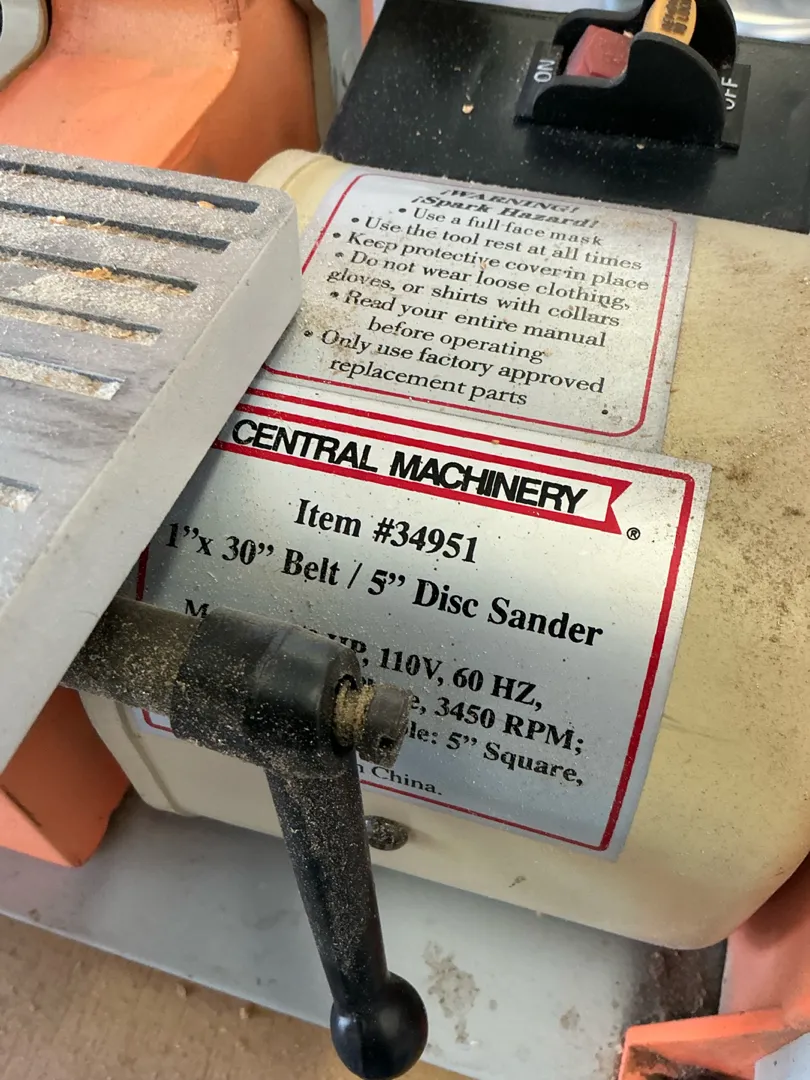 ON
OFF
¡WARNING!
¡Spark Hazard!
• Use a full face mask
• Use the tool rest at all times
• Keep protective cover in place
• Do not wear loose clothing,
gloves, or shirts with collars
• Read your entire manual
before operating
• Only use factory approved
replacement parts
CENTRAL MACHINERY
®
Item #34951
1”x 30” Belt / 5” Disc Sander
HP, 110V, 60 HZ,
3450 RPM;
5” Square,
China.